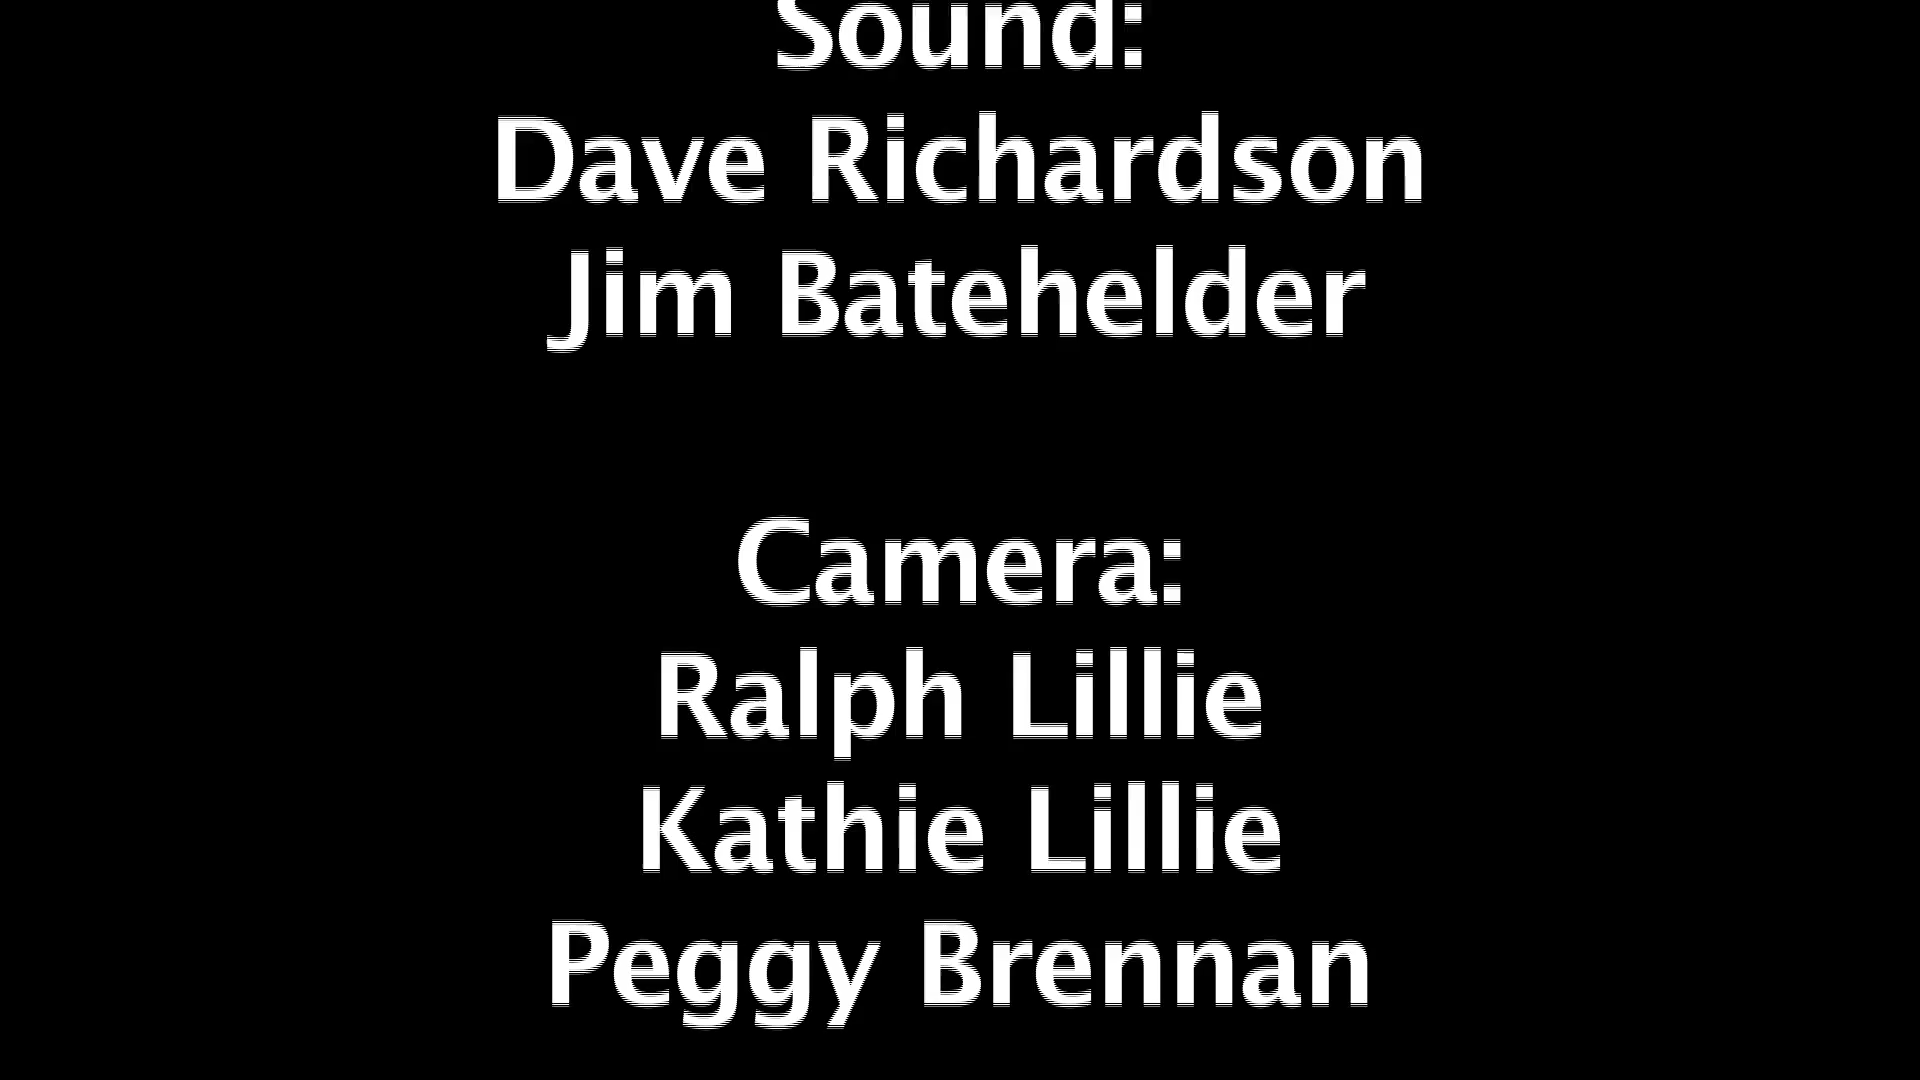 Sound:
Dave Richardson
Jim Batehelder
Camera:
Ralph Lillie
Kathie Lillie
Peggy Brennan